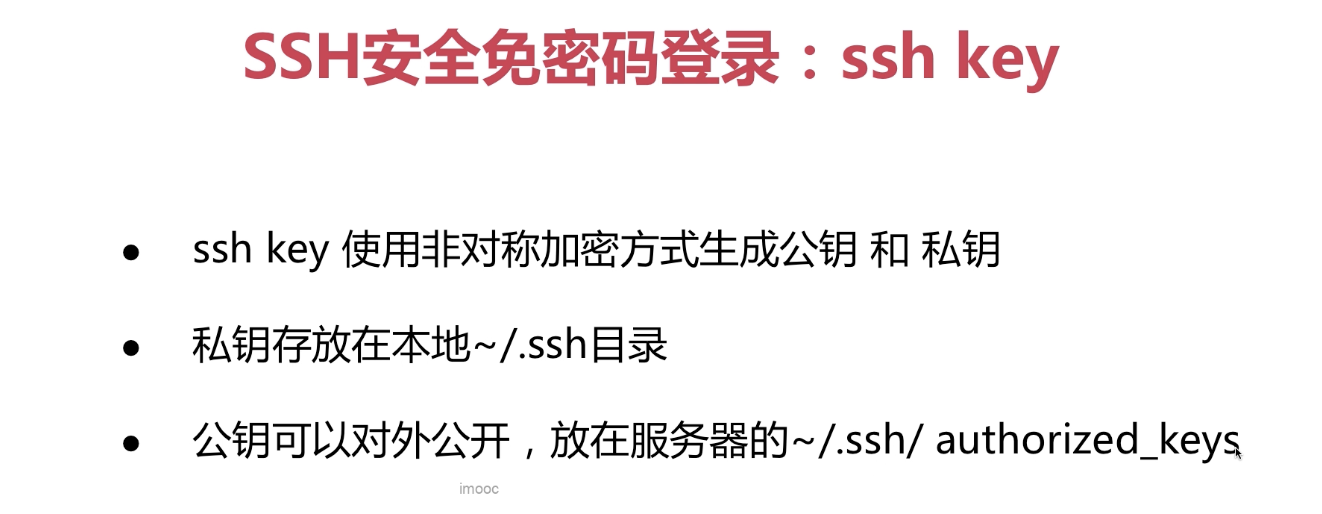 SSH安全免密码登录：ssh key
ssh key 使用非对称加密方式生成公钥 和 私钥
私钥存放在本地~/.ssh目录
公钥可以对外公开，放在服务器的~/.ssh/ authorized_keys
imooc